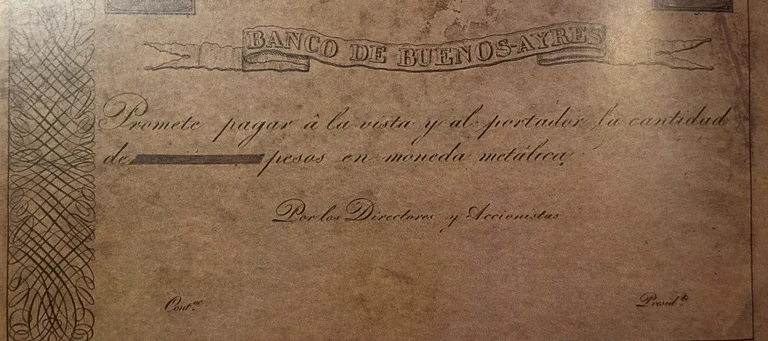 BANCO DE BUENOS-AYRES
Promete pagar â la vista y al portador la cantidad
de pesos en moneda metálica,
Por los Directores y Accionistas
Cont.or
Presid.te